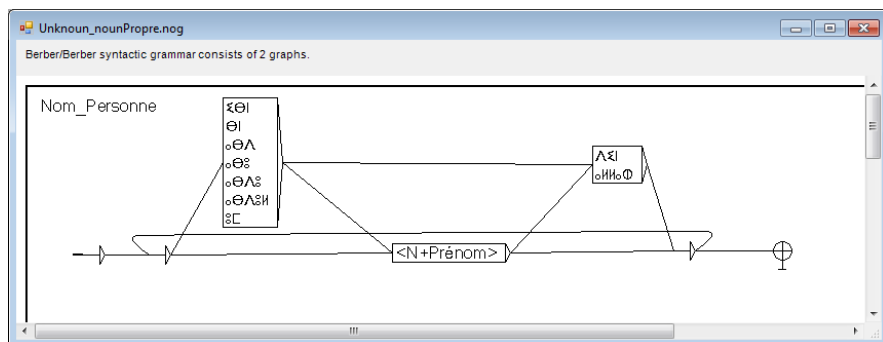 Unknoun_nounPropre.nog
Berber/Berber syntactic grammar consists of 2 graphs.
Nom_Personne
ⵉⴱⵏ
ⴱⵏ
ⴰⴱⴷ
ⴰⴱⵓ
ⴰⴱⴷⵓ
ⴰⴱⴷⵓⵍ
ⵓⵎ
ⴷⵉⵏ
ⴰⵍⵍⴰⵀ
<N+Prénom>